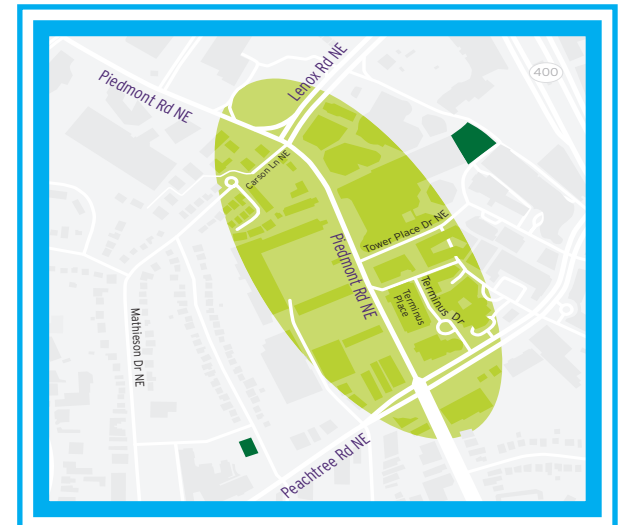 Lenox Rd NE
Piedmont Rd NE
400
Carson Ln NE
Tower Place Dr NE
Piedmont Rd NE
Terminus Dr
Terminus
Place
Mathieson Dr NE
Peachtree Rd NE